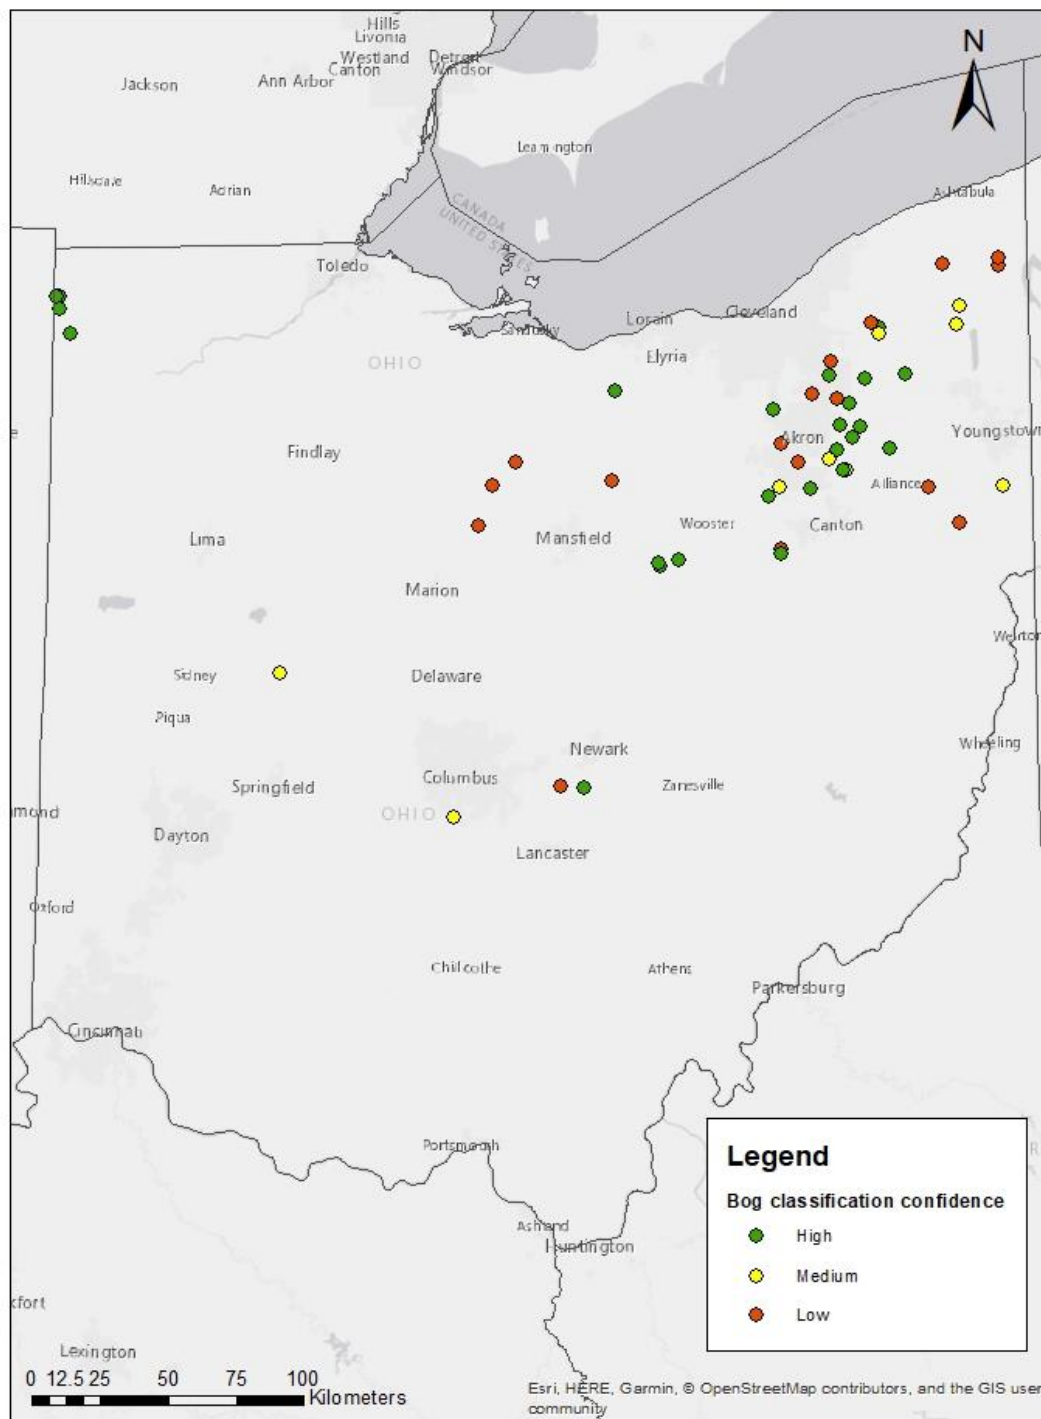 Hills
Livonia
Westland
Detroit
Canton
Windsor
Jackson
Ann Arbor
N
Leamington
Hillsdale
Adrian
Ashtabula
CANADA
UNITED STATES
Toledo
Sandusky
Lorain
Cleveland
Elyria
OHIO
Findlay
Akron
Youngstown
Alliance
Lima
Mansfield
Wooster
Canton
Marion
Weirton
Sidney
Delaware
Piqua
Newark
Wheeling
Springfield
Columbus
Zanesville
mond
OHIO
Dayton
Lancaster
Oxford
Chillicothe
Athens
Parkersburg
Cincinnati
Portsmouth
Ashland
Huntington
Legend
Bog classification confidence
High
Medium
Low
kfort
Lexington
0 12.5 25 50 75 100
Kilometers
Esri, HERE, Garmin, © OpenStreetMap contributors, and the GIS user
community